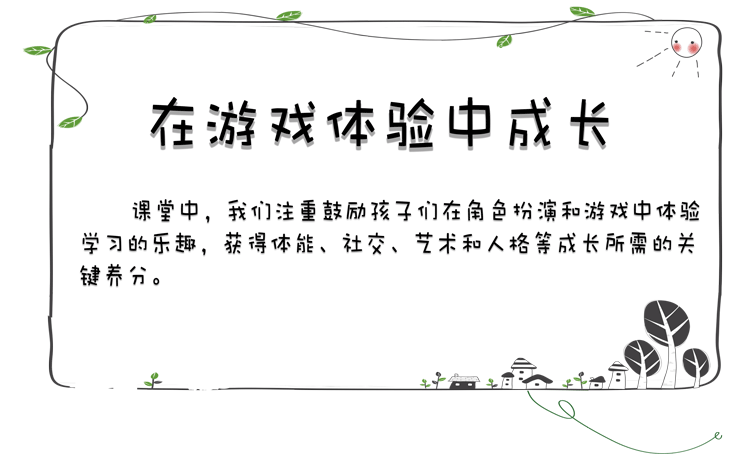 在游戏体验中成长
课堂中，我们注重鼓励孩子们在角色扮演和游戏中体验
学习的乐趣，获得体能、社交、艺术和人格等成长所需的关
键养分。